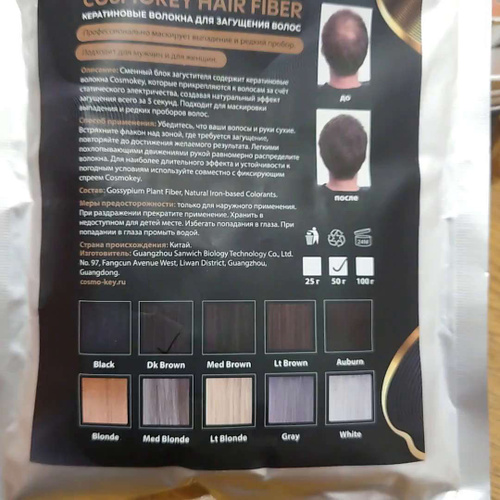 COSMOKEY HAIR FIBER
КЕРАТИНОВЫЕ ВОЛОКНА ДЛЯ ЗАГУЩЕНИЯ ВОЛОС
Профессионально маскирует выпадения и редкий пробор.
Подходит для мужчин и для женщин.
Описание: Сменный блок загустителя содержит кератиновые
волокна Cosmokey, которые прикрепляются к волосам за счёт
статического электричества, создавая натуральный эффект
загущения всего за 5 секунд. Подходит для маскировки
выпадения и редких проборов волос.
Способ применения: Убедитесь, что ваши волосы и руки сухие.
Встряхните флакон над зоной, где требуется загущение,
повторяйте до достижения желаемого результата. Легкими
похлопывающими движениями рукой равномерно распределите
волокна. Для наиболее длительного эффекта и устойчивости к
погодным условиям используйте совместно с фиксирующим
спреем Cosmokey.
Состав: Gossypium Plant Fiber, Natural Iron-based Colorants.
Меры предосторожности: только для наружного применения.
При раздражении прекратите применение. Хранить в
недоступном для детей месте. Избегать попадания в глаза. При
попадании в глаза промыть водой.
Страна происхождения: Китай.
Изготовитель: Guangzhou Sanwich Biology Technology Co., Ltd.
No. 97, Fangcun Avenue West, Liwan District, Guangzhou,
Guangdong.
cosmo-key.ru
до
после
24М
25 г 50 г 100 г
Black Dk Brown Med Brown Lt Brown Auburn
Blonde Med Blonde Lt Blonde Gray White